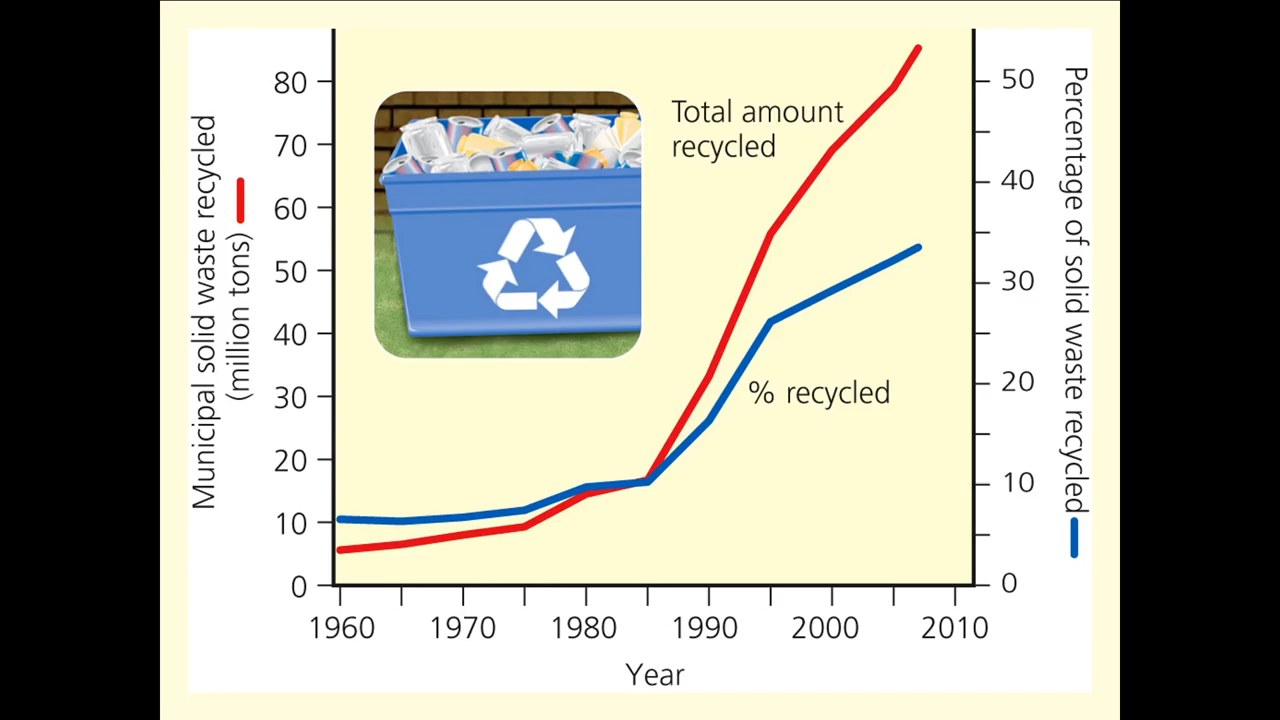 80
70
60
50
40
30
20
10
0
Municipal solid waste recycled
(million tons)
Total amount
recycled
% recycled
50
40
30
20
10
0
Percentage of solid waste recycled
1960 1970 1980 1990 2000 2010
Year